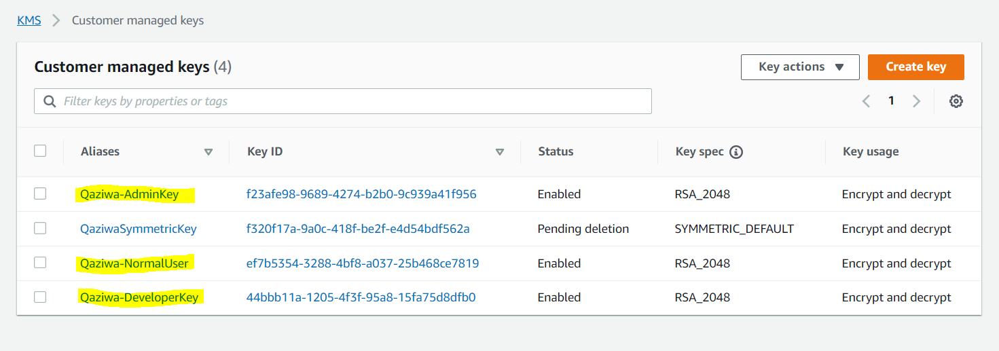 KMS > Customer managed keys
Customer managed keys (4)
Key actions
Create key
Filter keys by properties or tags
1
Aliases Key ID Status Key spec Key usage
Qaziwa-AdminKey f23afe98-9689-4274-b2b0-9c939a41f956 Enabled RSA_2048 Encrypt and decrypt
QaziwaSymmetricKey f320f17a-9a0c-418f-be2f-e4d54bdf562a Pending deletion SYMMETRIC_DEFAULT Encrypt and decrypt
Qaziwa-NormalUser ef7b5354-3288-4bf8-a037-25b468ce7819 Enabled RSA_2048 Encrypt and decrypt
Qaziwa-DeveloperKey 44bbb11a-1205-4f3f-95a8-15fa75d8dfb0 Enabled RSA_2048 Encrypt and decrypt